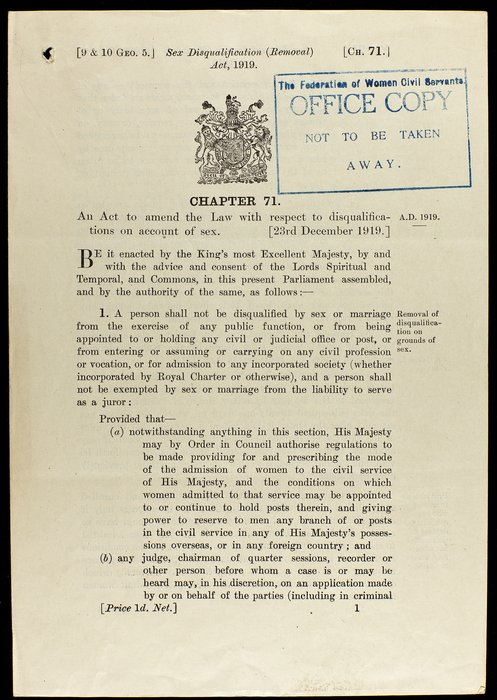 [9 & 10 GEO. 5.] Sex Disqualification (Removal) [CH. 71.]
Act, 1919.
The Federation of Women Civil Servants.
OFFICE COPY
NOT TO BE TAKEN
AWAY.
CHAPTER 71.
An Act to amend the Law with respect to disqualifica-
tions on account of sex. [23rd December 1919.]
A.D. 1919.
BE it enacted by the King's most Excellent Majesty, by and
with the advice and consent of the Lords Spiritual and
Temporal, and Commons, in this present Parliament assembled,
and by the authority of the same, as follows:—
1. A person shall not be disqualified by sex or marriage
from the exercise of any public function, or from being
appointed to or holding any civil or judicial office or post, or
from entering or assuming or carrying on any civil profession
or vocation, or for admission to any incorporated society (whether
incorporated by Royal Charter or otherwise), and a person shall
not be exempted by sex or marriage from the liability to serve
as a juror:
Removal of
disqualifica-
tion on
grounds of
sex.
Provided that—
(a) notwithstanding anything in this section, His Majesty
may by Order in Council authorise regulations to
be made providing for and prescribing the mode
of the admission of women to the civil service
of His Majesty, and the conditions on which
women admitted to that service may be appointed
to or continue to hold posts therein, and giving
power to reserve to men any branch of or posts
in the civil service in any of His Majesty's posses-
sions overseas, or in any foreign country; and
(b) any judge, chairman of quarter sessions, recorder or
other person before whom a case is or may be
heard may, in his discretion, on an application made
by or on behalf of the parties (including in criminal
[Price 1d. Net.] 1